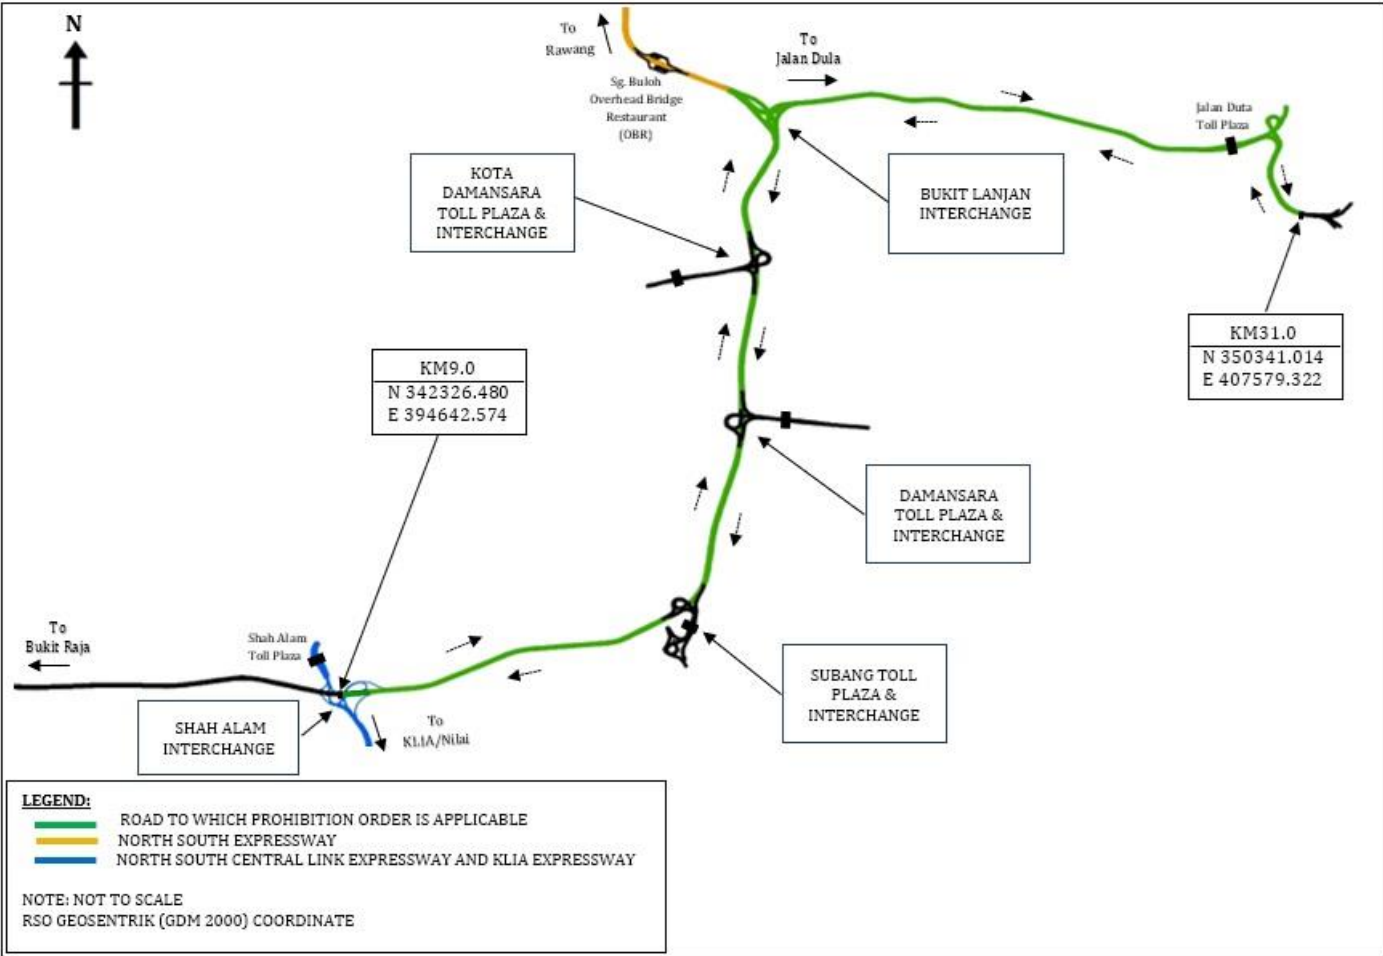 N
To
Rawang
To
Jalan Dula
Sg. Buloh
Overhead Bridge
Restaurant
(OBR)
Jalan Duta
Toll Plaza
KOTA
DAMANSARA
TOLL PLAZA &
INTERCHANGE
BUKIT LANJAN
INTERCHANGE
KM31.0
N 350341.014
E 407579.322
KM9.0
N 342326.480
E 394642.574
DAMANSARA
TOLL PLAZA &
INTERCHANGE
To
Bukit Raja
Shah Alam
Toll Plaza
SUBANG TOLL
PLAZA &
INTERCHANGE
SHAH ALAM
INTERCHANGE
To
KLIA/Nilai
LEGEND:
ROAD TO WHICH PROHIBITION ORDER IS APPLICABLE
NORTH SOUTH EXPRESSWAY
NORTH SOUTH CENTRAL LINK EXPRESSWAY AND KLIA EXPRESSWAY
NOTE: NOT TO SCALE
RSO GEOSENTRIK (GDM 2000) COORDINATE